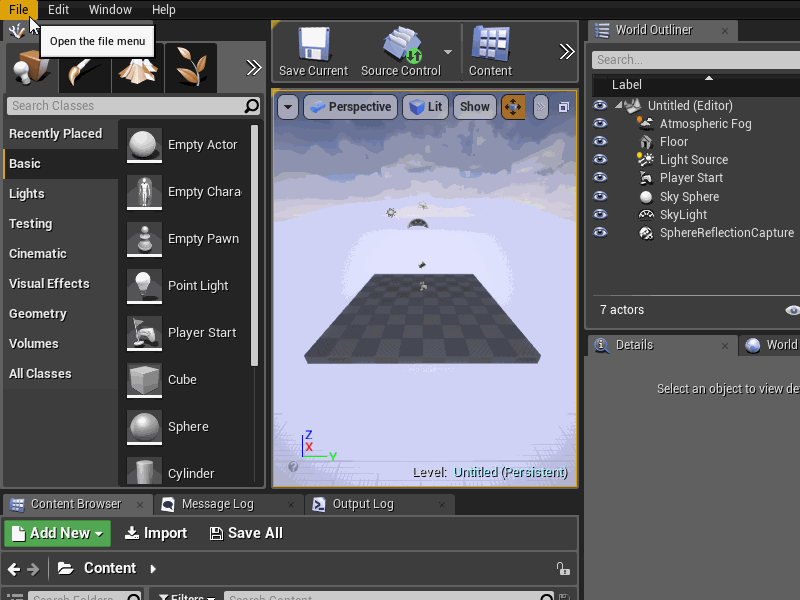 File Edit Window Help
Open the file menu
Save Current Source Control Content
World Outliner
Search...
Label
Search Classes
Perspective Lit Show
Recently Placed
Basic
Lights
Testing
Cinematic
Visual Effects
Geometry
Volumes
All Classes
Empty Actor
Empty Chara
Empty Pawn
Point Light
Player Start
Cube
Sphere
Cylinder
Z
X
Y
Level: Untitled (Persistent)
Untitled (Editor)
Atmospheric Fog
Floor
Light Source
Player Start
Sky Sphere
SkyLight
SphereReflectionCapture
7 actors
Details
World
Select an object to view de
Content Browser Message Log Output Log
Add New Import Save All
Content
Search Folders Filters Search Content